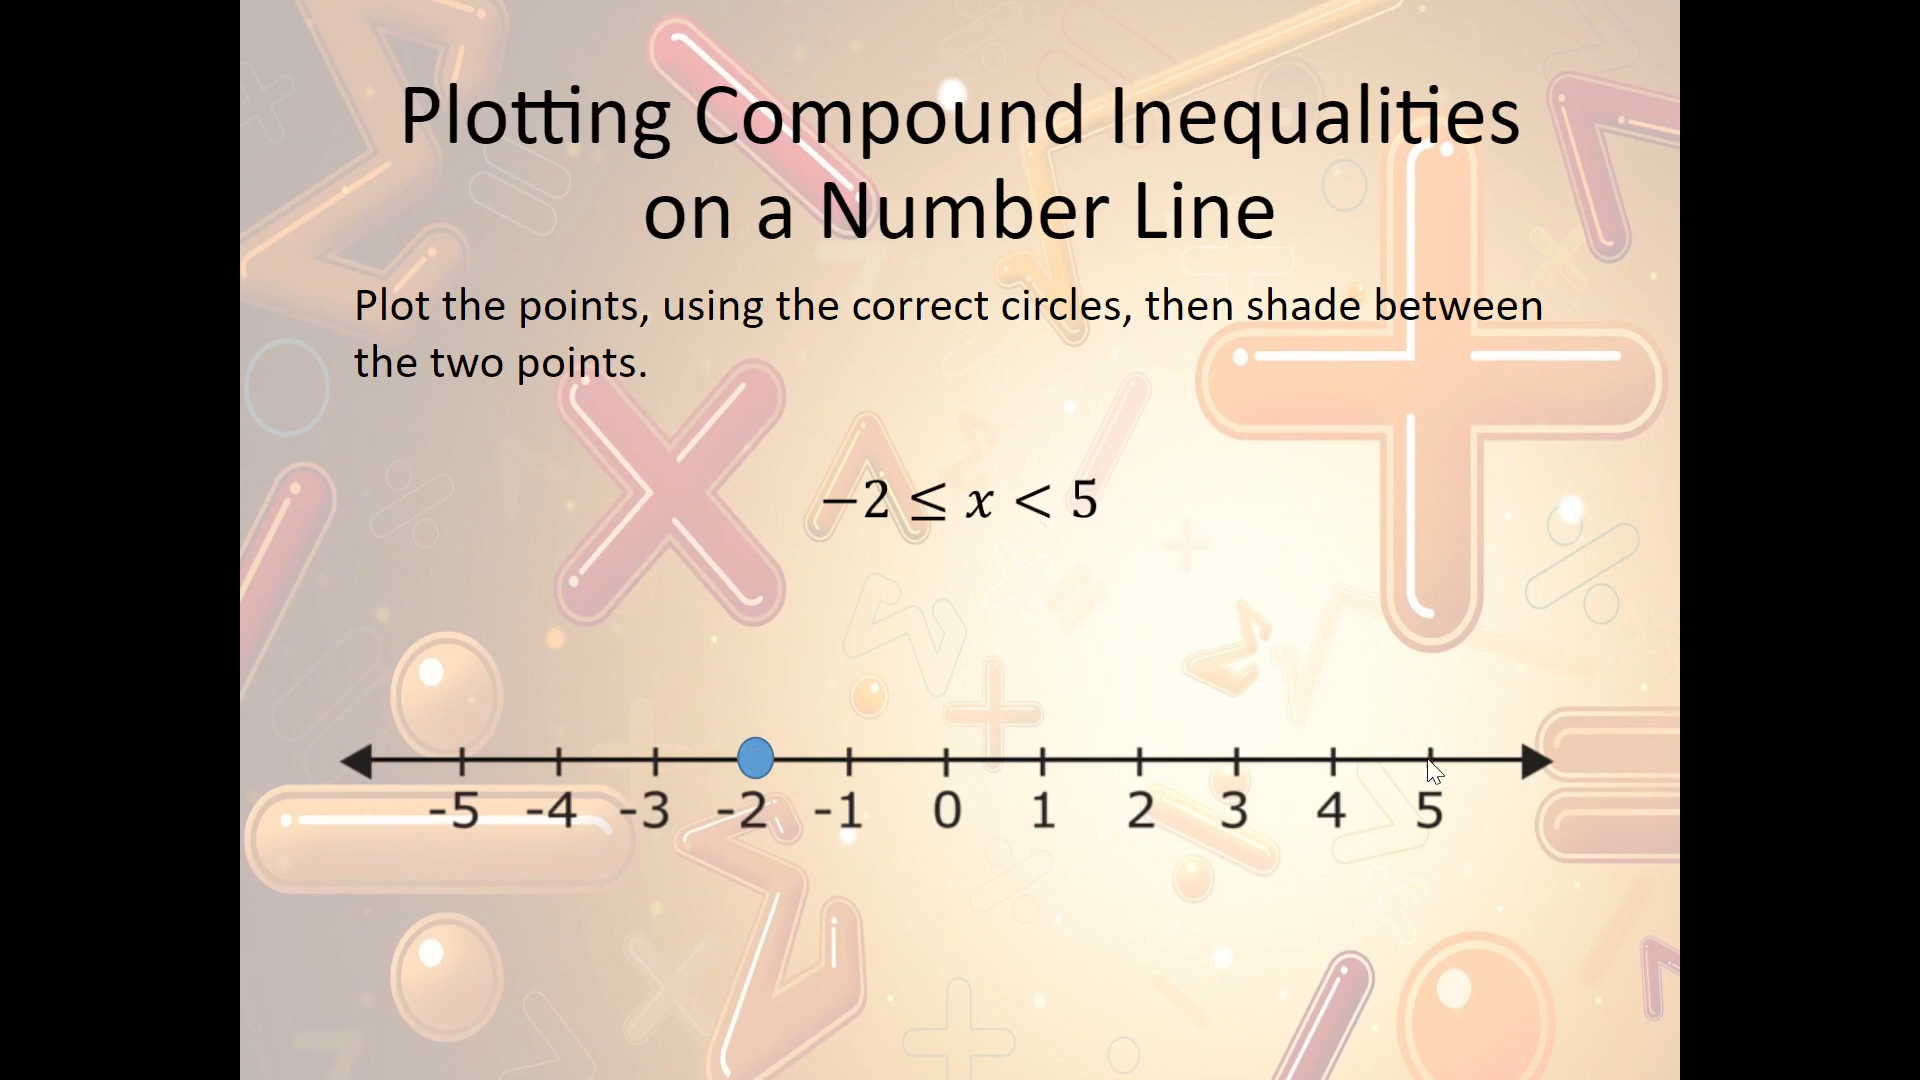 Plotting Compound Inequalities
on a Number Line
Plot the points, using the correct circles, then shade between
the two points.
−2 ≤ x < 5
-5 -4 -3 -2 -1 0 1 2 3 4 5